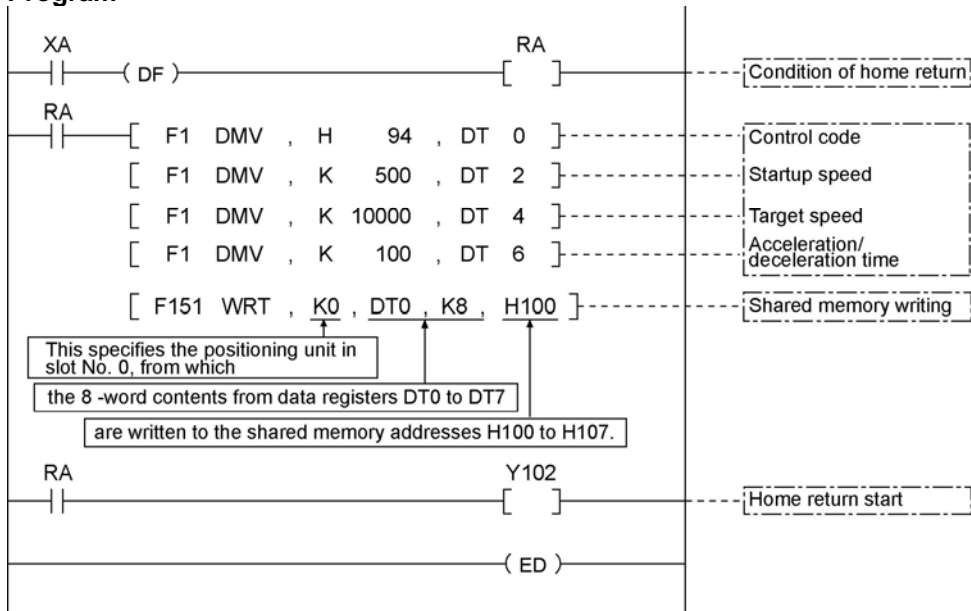 Program
XA
RA
( DF )
[ ]
Condition of home return
RA
[ F1 DMV , H 94 , DT 0 ]
Control code
[ F1 DMV , K 500 , DT 2 ]
Startup speed
[ F1 DMV , K 10000 , DT 4 ]
Target speed
[ F1 DMV , K 100 , DT 6 ]
Acceleration/
deceleration time
[ F151 WRT , K0 , DT0 , K8 , H100 ]
Shared memory writing
This specifies the positioning unit in
slot No. 0, from which
the 8 -word contents from data registers DT0 to DT7
are written to the shared memory addresses H100 to H107.
RA
Y102
[ ]
Home return start
( ED )